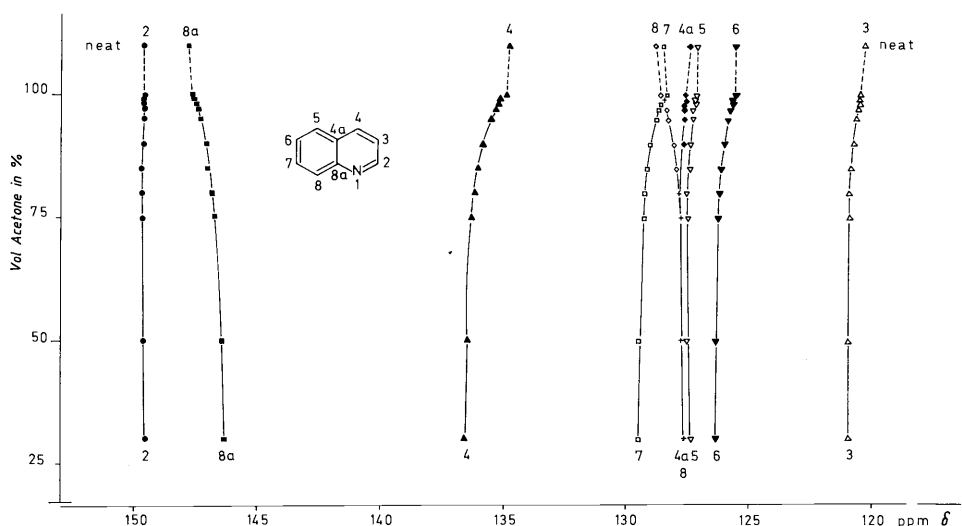 2 8a 4 8 7 4a 5 6 3
neat neat
100
75
50
25
Vol Acetone in %
5 4
4a
6 3
7 2
8 8a N
1
2 8a 4 7 4a 5 6 3
8
150 145 140 135 130 125 120 ppm δ